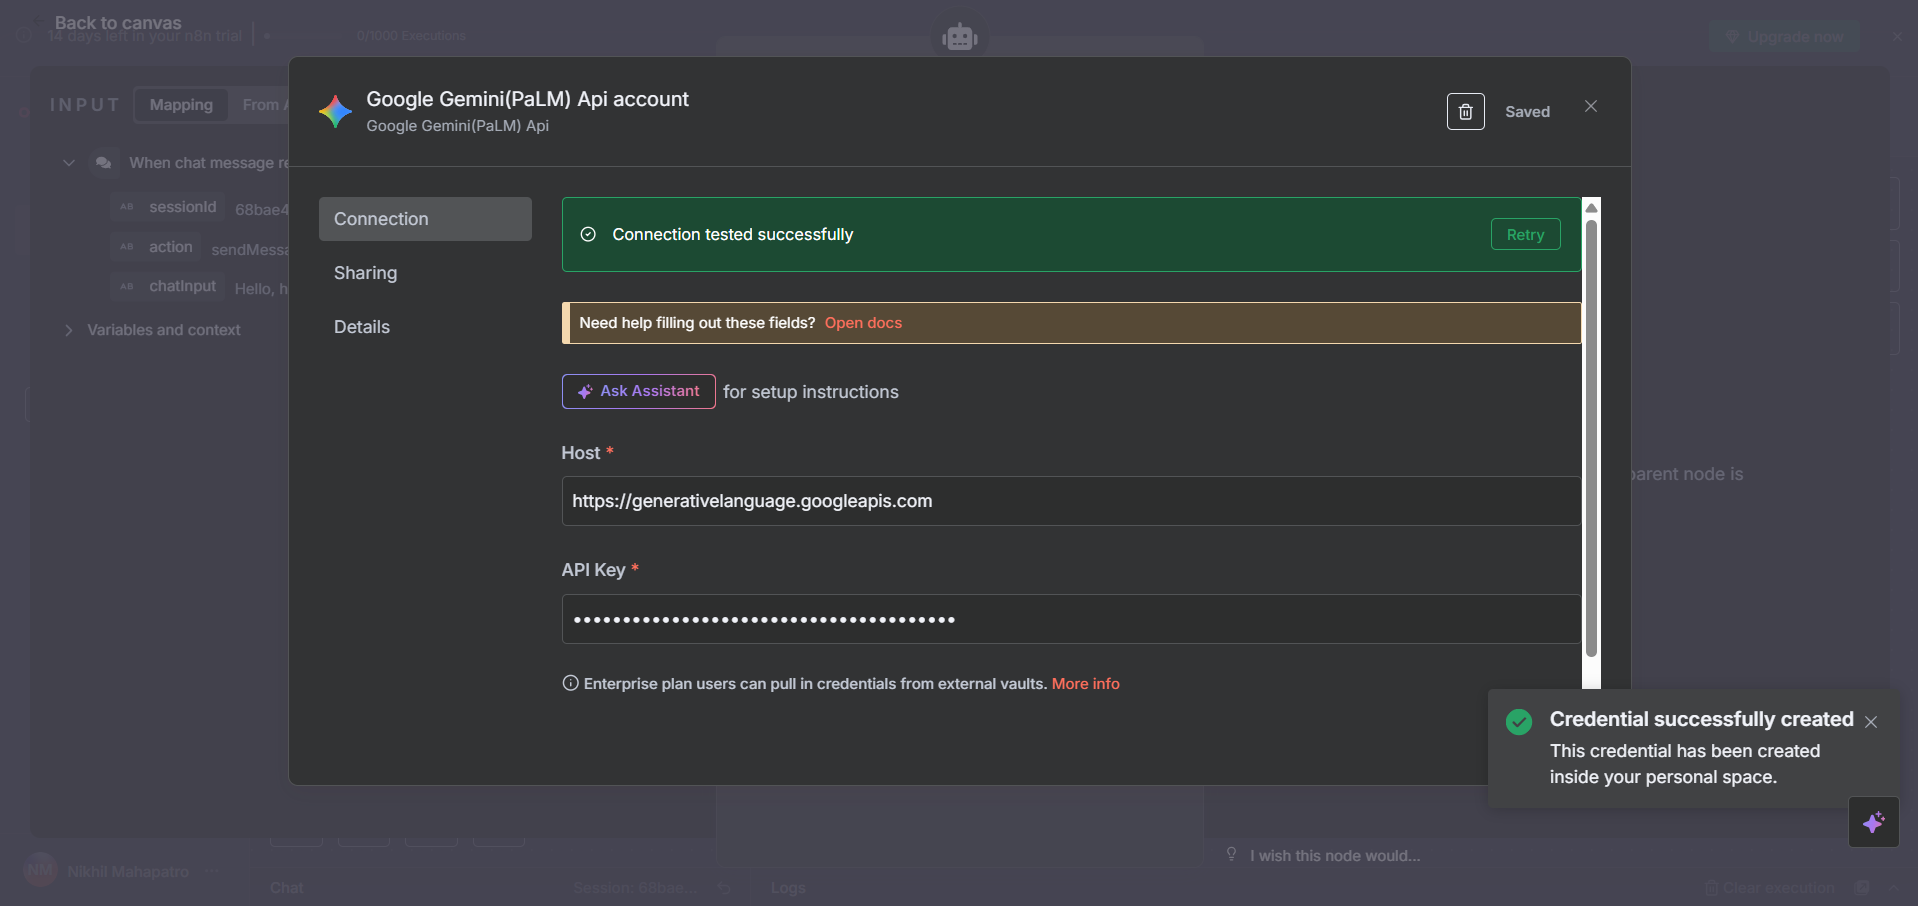 Back to canvas
14 days left in your n8n trial
0/1000 Executions
Upgrade now
INPUT
Mapping
From A
When chat message re
AB sessionId 68bae4
AB action sendMessa
AB chatInput Hello, h
Variables and context
Google Gemini(PaLM) Api account
Google Gemini(PaLM) Api
Saved
Connection
Sharing
Details
Connection tested successfully
Retry
Need help filling out these fields? Open docs
Ask Assistant for setup instructions
Host *
https://generativelanguage.googleapis.com
API Key *
•••••••••••••••••••••••••••••••••••••••
Enterprise plan users can pull in credentials from external vaults. More info
parent node is
Credential successfully created
This credential has been created
inside your personal space.
I wish this node would...
NM
Nikhil Mahapatro
Chat
Session: 68bae...
Logs
Clear execution